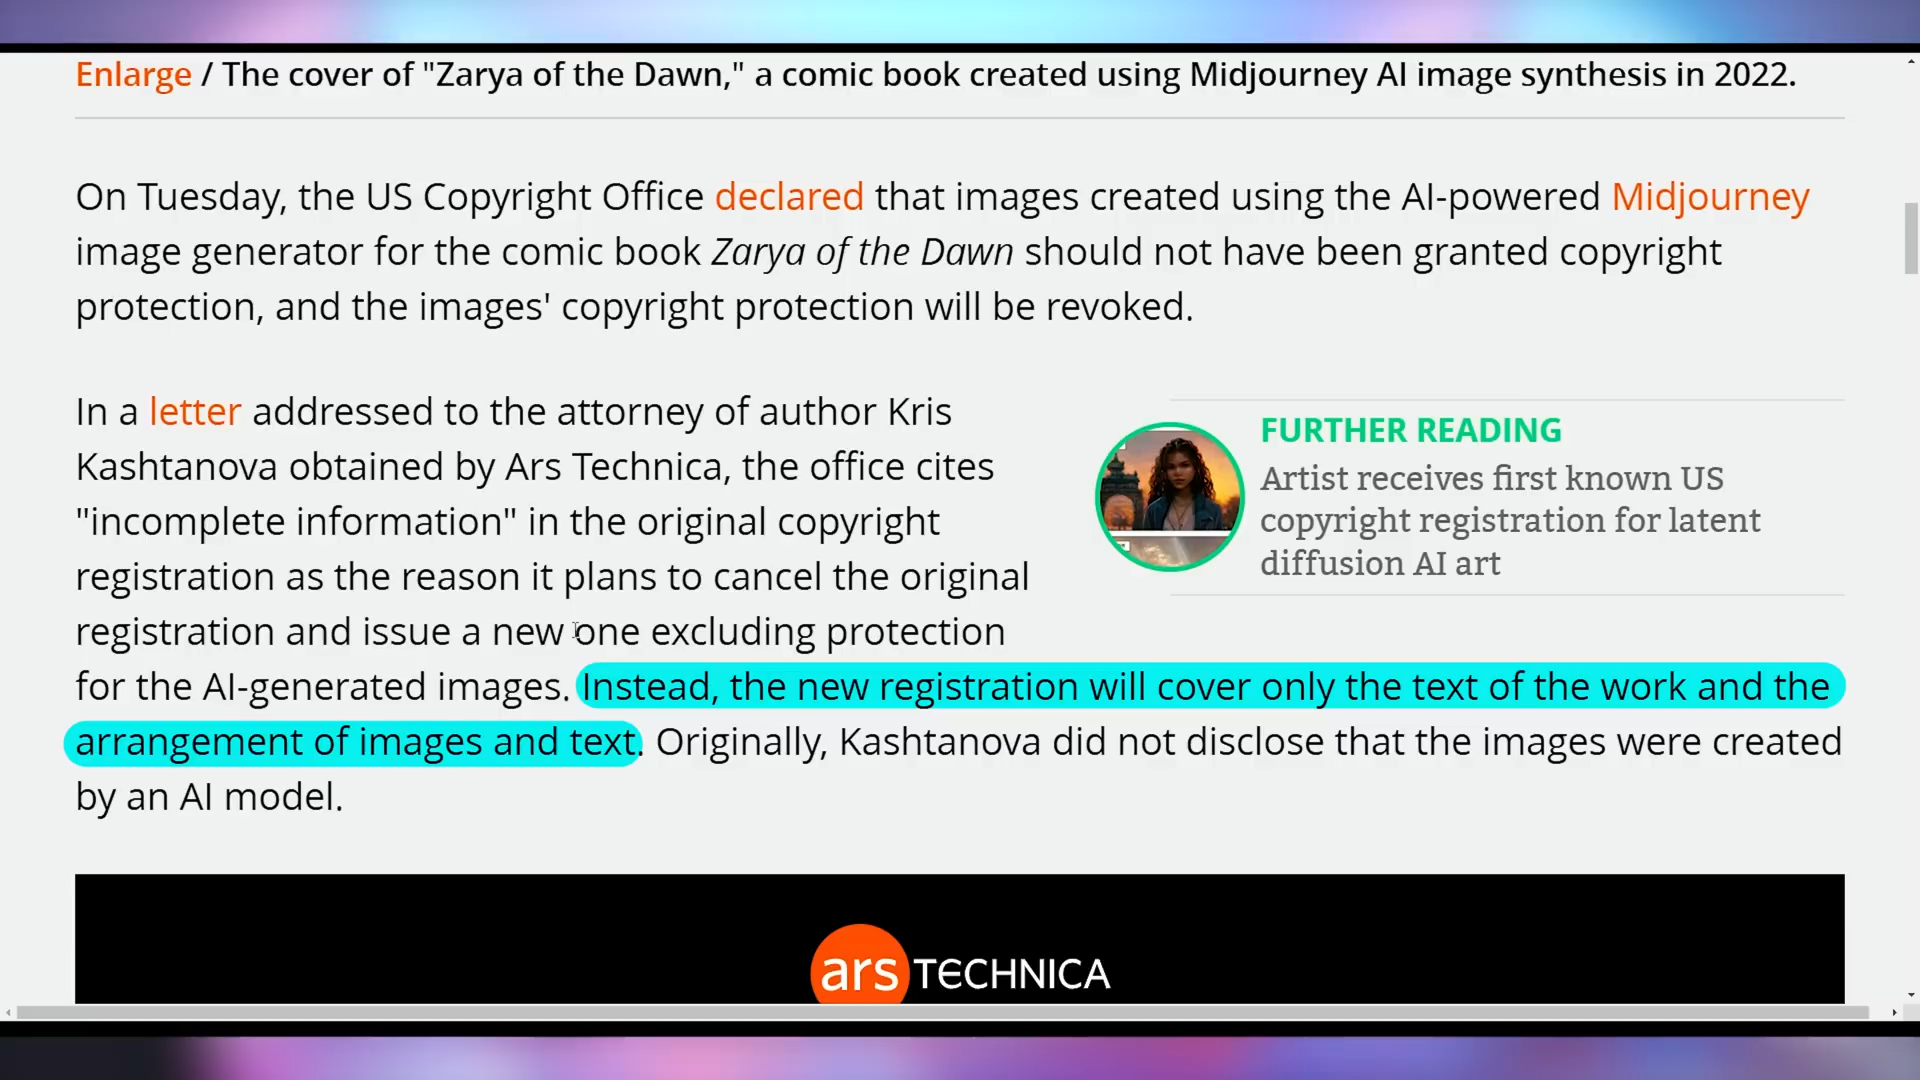 Enlarge / The cover of "Zarya of the Dawn," a comic book created using Midjourney AI image synthesis in 2022.
On Tuesday, the US Copyright Office declared that images created using the AI-powered Midjourney
image generator for the comic book Zarya of the Dawn should not have been granted copyright
protection, and the images' copyright protection will be revoked.
In a letter addressed to the attorney of author Kris
Kashtanova obtained by Ars Technica, the office cites
"incomplete information" in the original copyright
registration as the reason it plans to cancel the original
registration and issue a new one excluding protection
for the AI-generated images. Instead, the new registration will cover only the text of the work and the
arrangement of images and text. Originally, Kashtanova did not disclose that the images were created
by an AI model.
FURTHER READING
Artist receives first known US
copyright registration for latent
diffusion AI art
ars TECHNICA